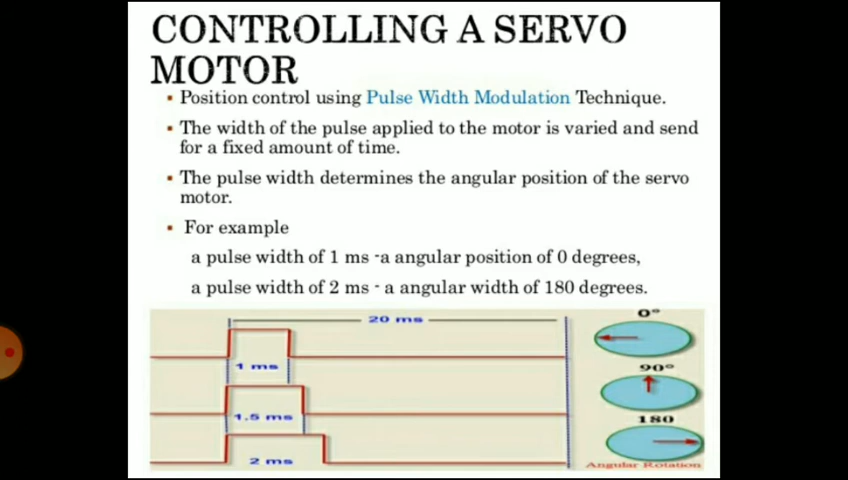 CONTROLLING A SERVO
MOTOR
▪ Position control using Pulse Width Modulation Technique.
▪ The width of the pulse applied to the motor is varied and send
for a fixed amount of time.
▪ The pulse width determines the angular position of the servo
motor.
▪ For example
a pulse width of 1 ms -a angular position of 0 degrees,
a pulse width of 2 ms - a angular width of 180 degrees.
20 ms
0°
1 ms
90°
1.5 ms
180
2 ms
Angular Rotation